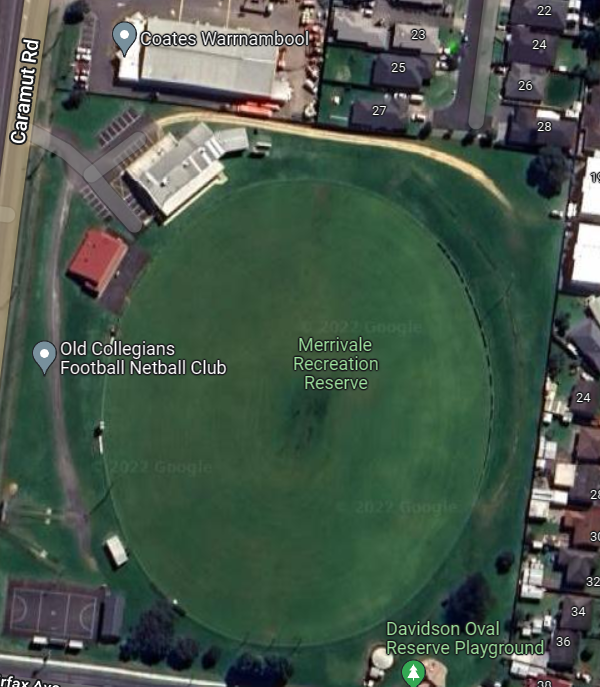 22
Coates Warrnambool
23
24
25
26
27
28
Caramut Rd
Merrivale
Recreation
Reserve
Old Collegians
Football Netball Club
© 2022 Google
© 2022 Google
© 2022 Google
24
30
32
34
36
Davidson Oval
Reserve Playground